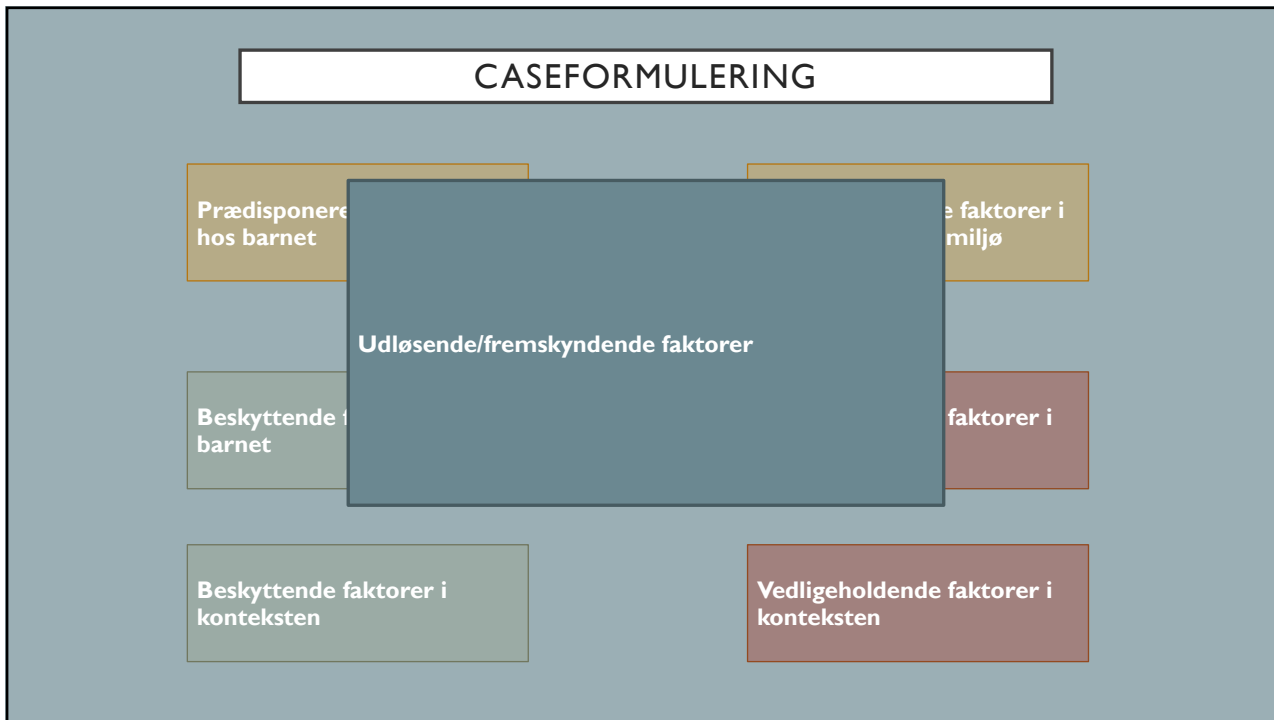 CASEFORMULERING
Prædisponere
hos barnet
e faktorer i
miljø
Udløsende/fremskyndende faktorer
Beskyttende
barnet
faktorer i
Beskyttende faktorer i
konteksten
Vedligeholdende faktorer i
konteksten